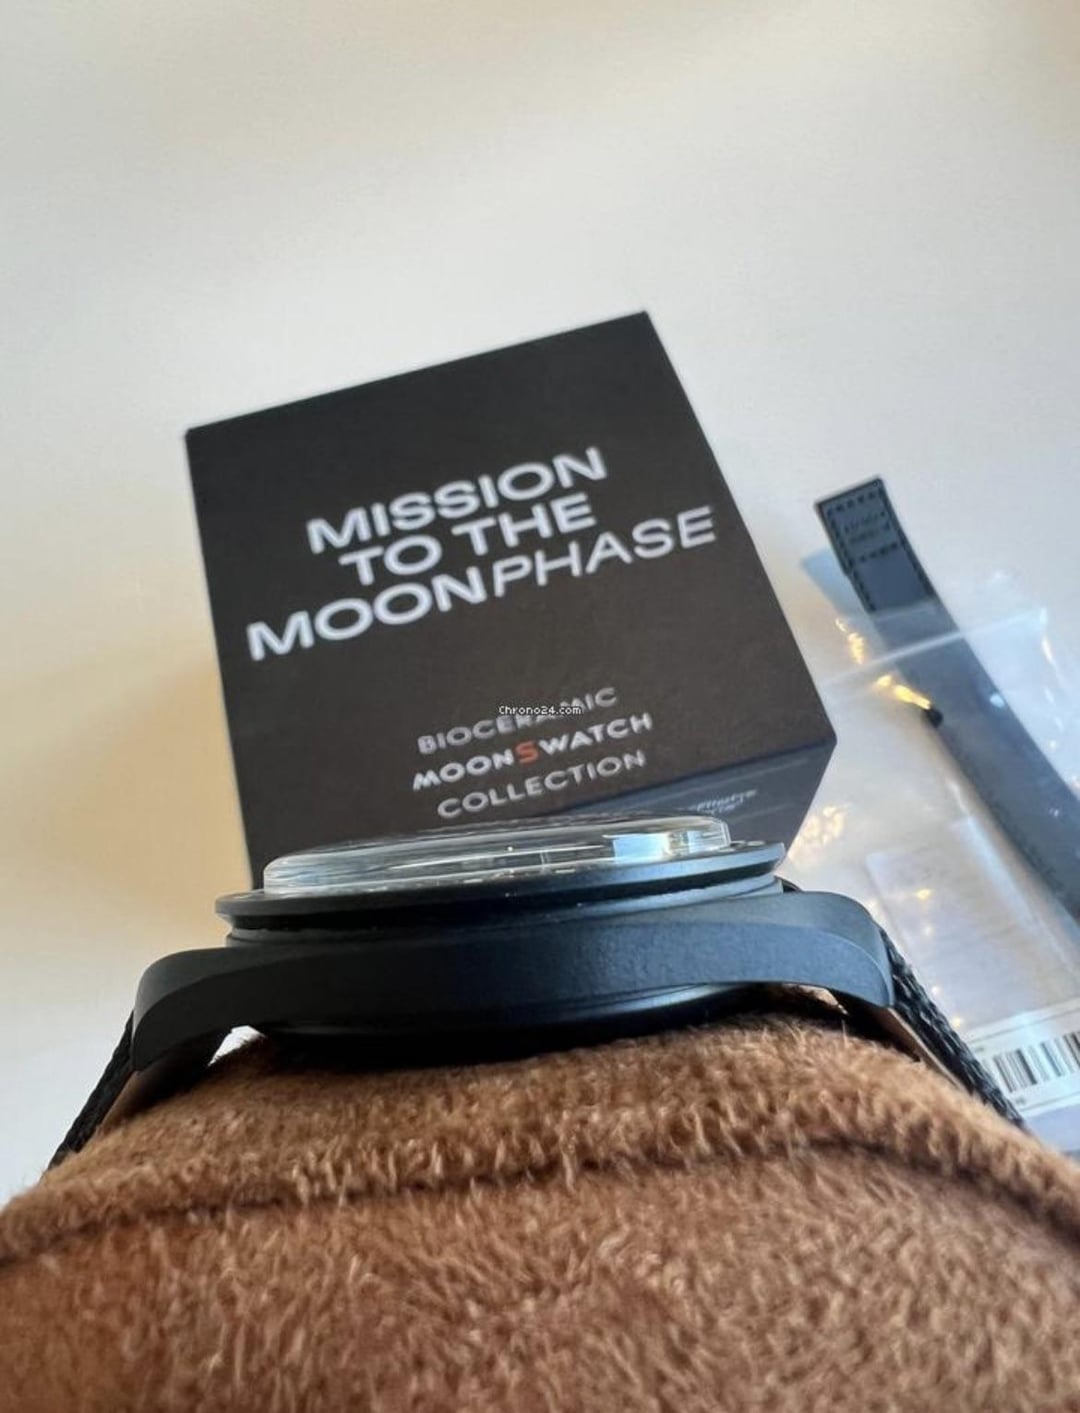 MISSION
TO THE
MOONPHASE
BIOCERAMIC
Chrono24.com
MOONSWATCH
COLLECTION